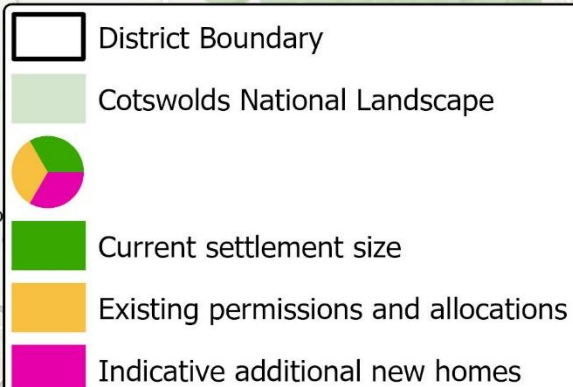 District Boundary
Cotswolds National Landscape
Current settlement size
Existing permissions and allocations
Indicative additional new homes